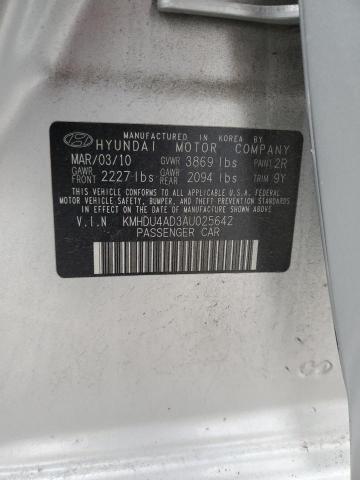 MANUFACTURED IN KOREA BY
HYUNDAI MOTOR COMPANY
MAR/03/10 GVWR 3869 lbs PAINT 2R
GAWR FRONT 2227 lbs GAWR REAR 2094 lbs TRIM 9Y
THIS VEHICLE CONFORMS TO ALL APPLICABLE FEDERAL
MOTOR VEHICLE SAFETY, BUMPER, AND THEFT PREVENTION
STANDARDS IN EFFECT ON THE DATE OF MANUFACTURE SHOWN ABOVE.
V.I.N KMHDU4AD3AU025642
PASSENGER CAR